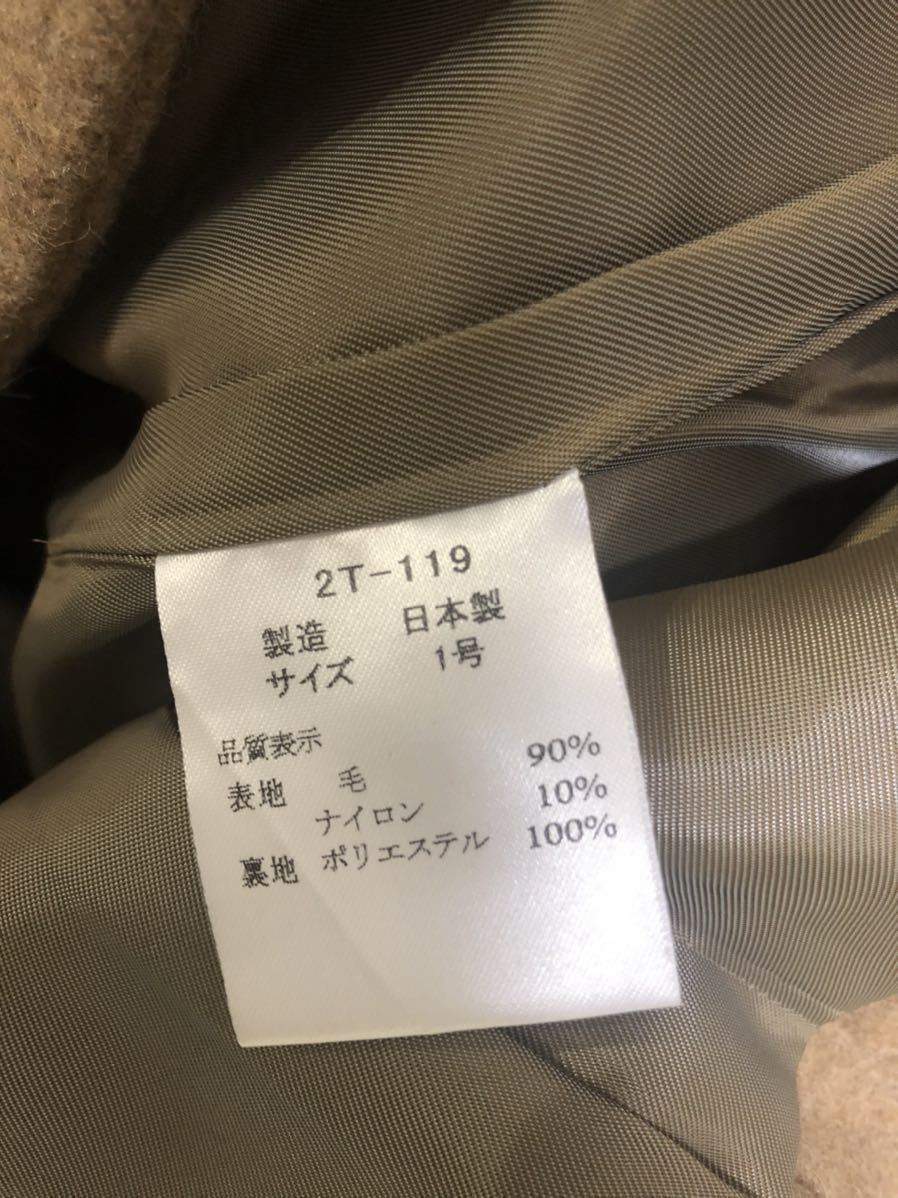 2T-119
製造 日本製
サイズ 1号
品質表示
表地 毛 90%
ナイロン 10%
裏地 ポリエステル 100%